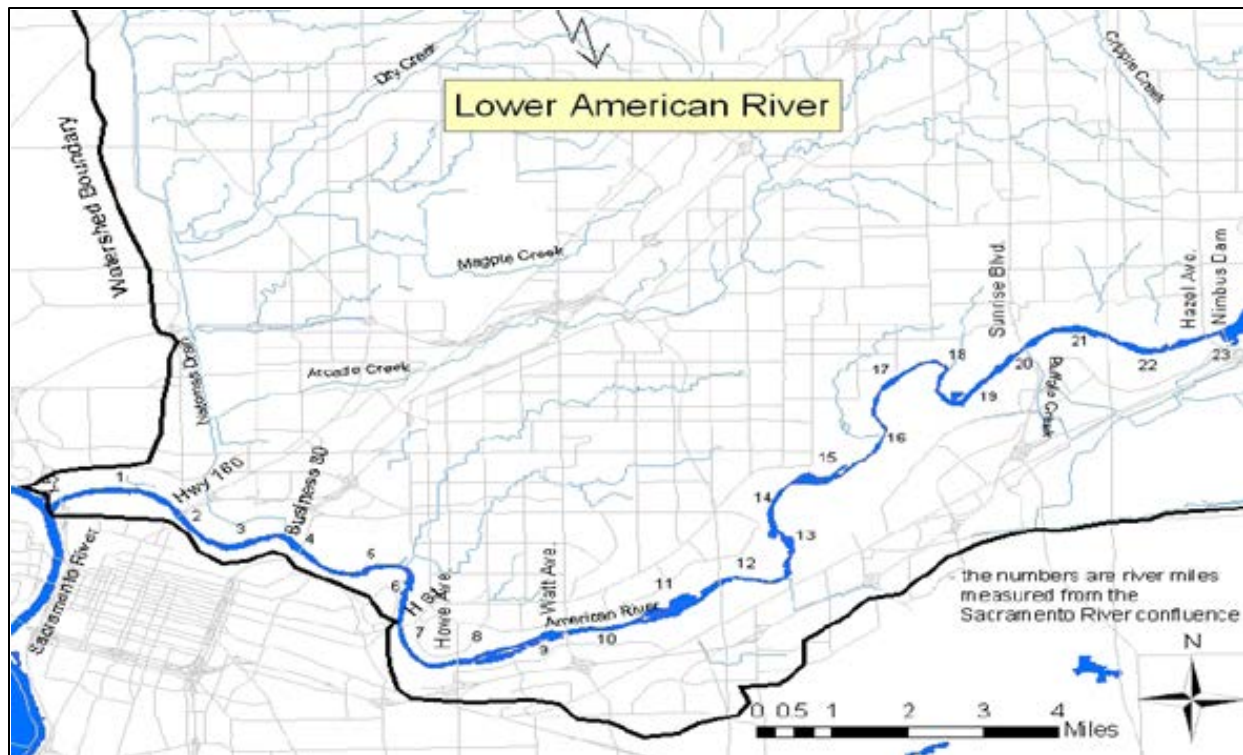 Dry Creek
Cripple Creek
Lower American River
Watershed Boundary
Magpie Creek
Sunrise Blvd.
Hazel Ave.
Nimbus Dam
Natomas Drain
Arcade Creek
21
18
20
22
23
17
19
Buffalo Creek
16
1
Hwy 160
15
2
3
Business 80
14
4
13
5
Sacramento River
6
H St.
Howe Ave.
Watt Ave.
12
11
American River
7
8
9
10
- the numbers are river miles
measured from the
Sacramento River confluence
N
0 0.5 1 2 3 4
Miles